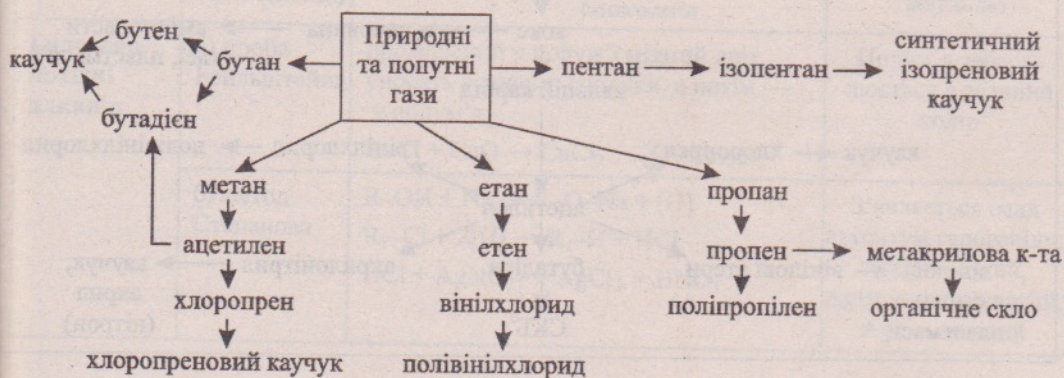 бутен
каучук
бутан
бутадієн
Природні
та попутні
гази
пентан
ізопентан
синтетичний
ізопреновий
каучук
метан
етан
пропан
ацетилен
етен
пропен
метакрилова к-та
хлоропрен
вінілхлорид
поліпропілен
органічне скло
хлоропреновий каучук
полівінілхлорид